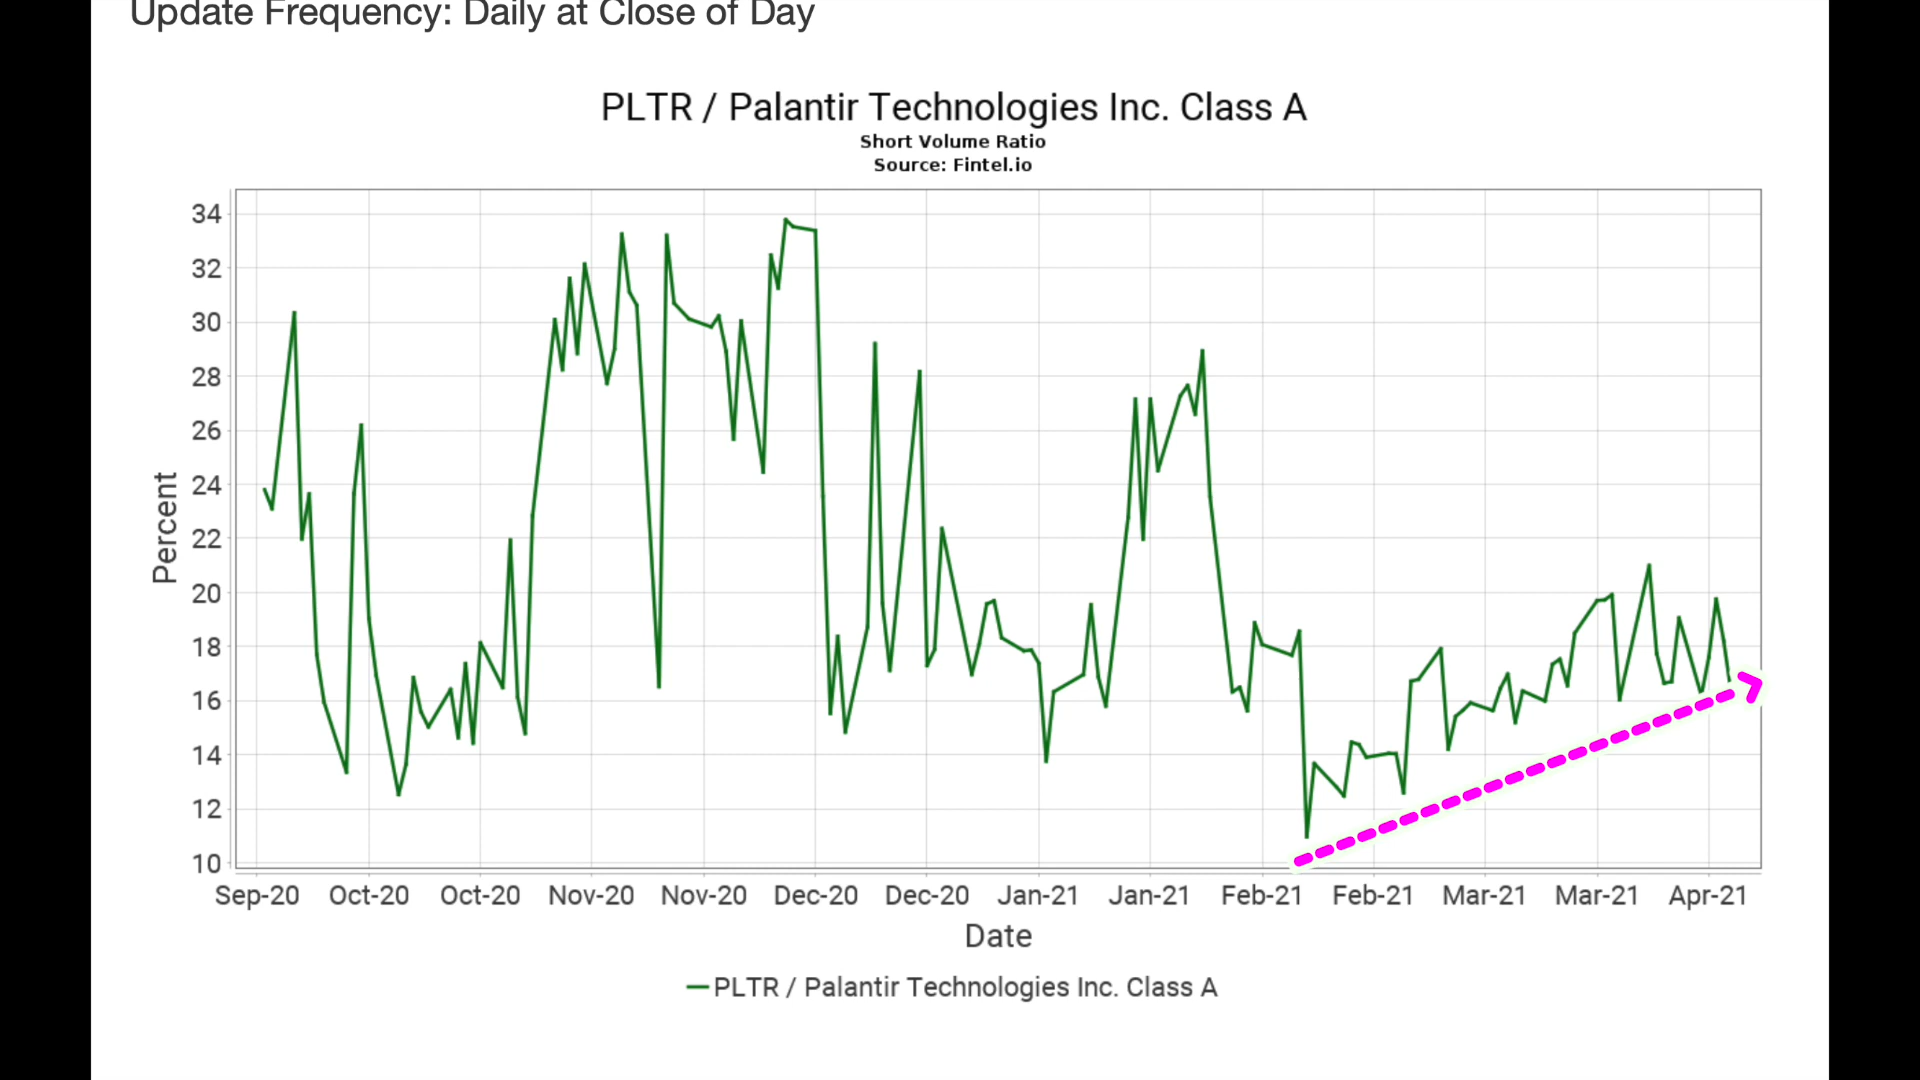 Update Frequency: Daily at Close of Day
PLTR / Palantir Technologies Inc. Class A
Short Volume Ratio
Source: Fintel.io
34
32
30
28
26
24
22
20
18
16
14
12
10
Percent
Sep-20 Oct-20 Oct-20 Nov-20 Nov-20 Dec-20 Dec-20 Jan-21 Jan-21 Feb-21 Feb-21 Mar-21 Mar-21 Apr-21
Date
PLTR / Palantir Technologies Inc. Class A